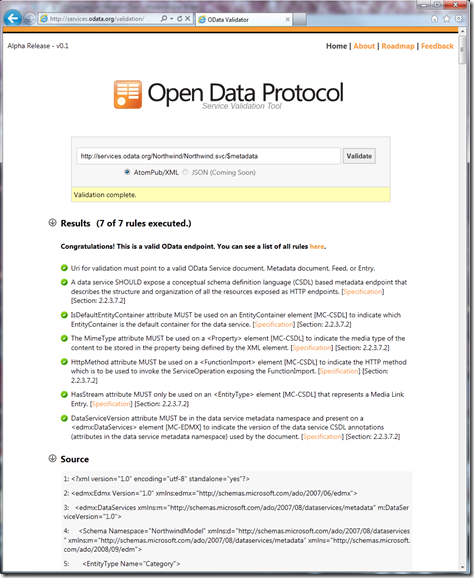 http://services.odata.org/validation/
OData Validator
Alpha Release - v0.1
Home | About | Roadmap | Feedback
Open Data Protocol
Service Validation Tool
http://services.odata.org/Northwind/Northwind.svc/$metadata
Validate
AtomPub/XML JSON (Coming Soon)
Validation complete.
Results (7 of 7 rules executed.)
Congratulations! This is a valid OData endpoint. You can see a list of all rules here.
Uri for validation must point to a valid OData Service document. Metadata document. Feed, or Entry.
A data service SHOULD expose a conceptual schema definition language (CSDL) based metadata endpoint that
describes the structure and organization of all the resources exposed as HTTP endpoints. [Specification]
[Section: 2.2.3.7.2]
IsDefaultEntityContainer attribute MUST be used on an EntityContainer element [MC-CSDL] to indicate which
EntityContainer is the default container for the data service. [Specification] [Section: 2.2.3.7.2]
The MimeType attribute MUST be used on a <Property> element [MC-CSDL] to indicate the media type of the
content to be stored in the property being defined by the XML element. [Specification] [Section: 2.2.3.7.2]
HttpMethod attribute MUST be used on a <FunctionImport> [MC-CSDL] to indicate the HTTP method
which is to be used to invoke the ServiceOperation exposing the FunctionImport. [Specification] [Section:
2.2.3.7.2]
HasStream attribute MUST only be used on an <EntityType> element [MC-CSDL] that represents a Media Link
Entry. [Specification] [Section: 2.2.3.7.2]
DataServiceVersion attribute MUST be in the data service metadata namespace and present on a
<edmx:DataServices> element [MC-EDMX] to indicate the version of the data service CSDL annotations
(attributes in the data service metadata namespace) used by the document. [Specification] [Section: 2.2.3.7.2]
Source
1: <?xml version="1.0" encoding="utf-8" standalone="yes"?>
2: <edmx:Edmx Version="1.0" xmlns:edmx="http://schemas.microsoft.com/ado/2007/06/edmx">
3: <edmx:DataServices xmlns:m="http://schemas.microsoft.com/ado/2007/08/dataservices/metadata" m:DataSer
viceVersion="1.0">
4: <Schema Namespace="NorthwindModel" xmlns:d="http://schemas.microsoft.com/ado/2007/08/dataservices
" xmlns:m="http://schemas.microsoft.com/ado/2007/08/dataservices/metadata" xmlns="http://schemas.microsoft.
com/ado/2008/09/edm">
5: <EntityType Name="Category">